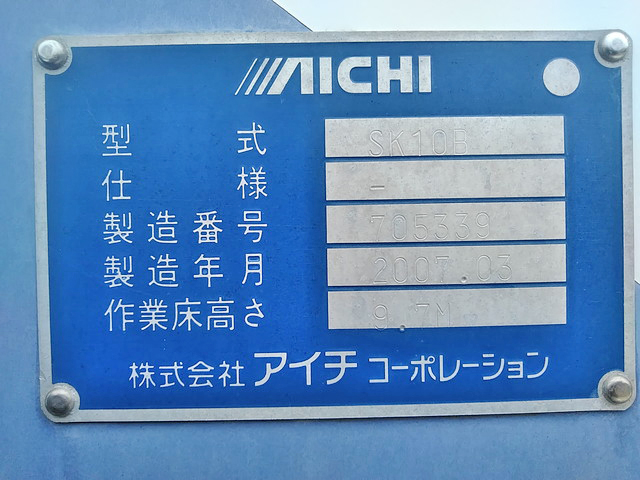 AICHI
型式 SK10B
仕様 -
製造番号 705339
製造年月 2007.03
作業床高さ 9.7M
株式会社 アイチ コーポレーション